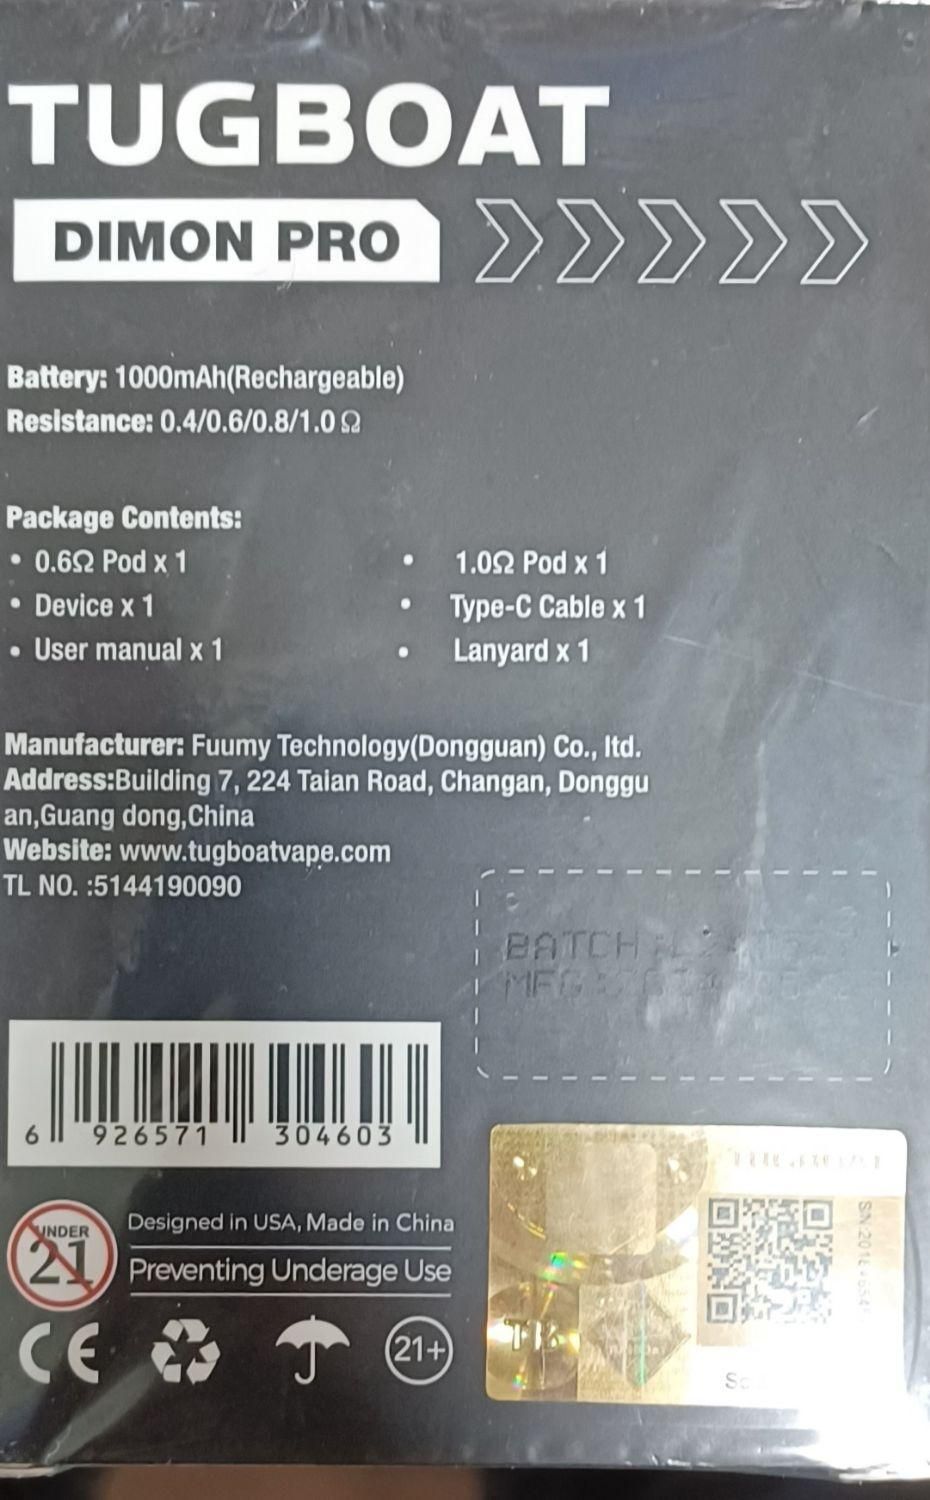 TUGBOAT
DIMON PRO
Battery: 1000mAh(Rechargeable)
Resistance: 0.4/0.6/0.8/1.0Ω
Package Contents:
• 0.6Ω Pod x 1
• 1.0Ω Pod x 1
• Device x 1
• Type-C Cable x 1
• User manual x 1
• Lanyard x 1
Manufacturer: Fuumy Technology(Dongguan) Co., ltd.
Address:Building 7, 224 Taian Road, Changan, Donggu
an,Guang dong,China
Website: www.tugboatvape.com
TL NO. :5144190090
BATCH
MFG
6 926571 304603
UNDER
21
Designed in USA, Made in China
Preventing Underage Use
CE
21+